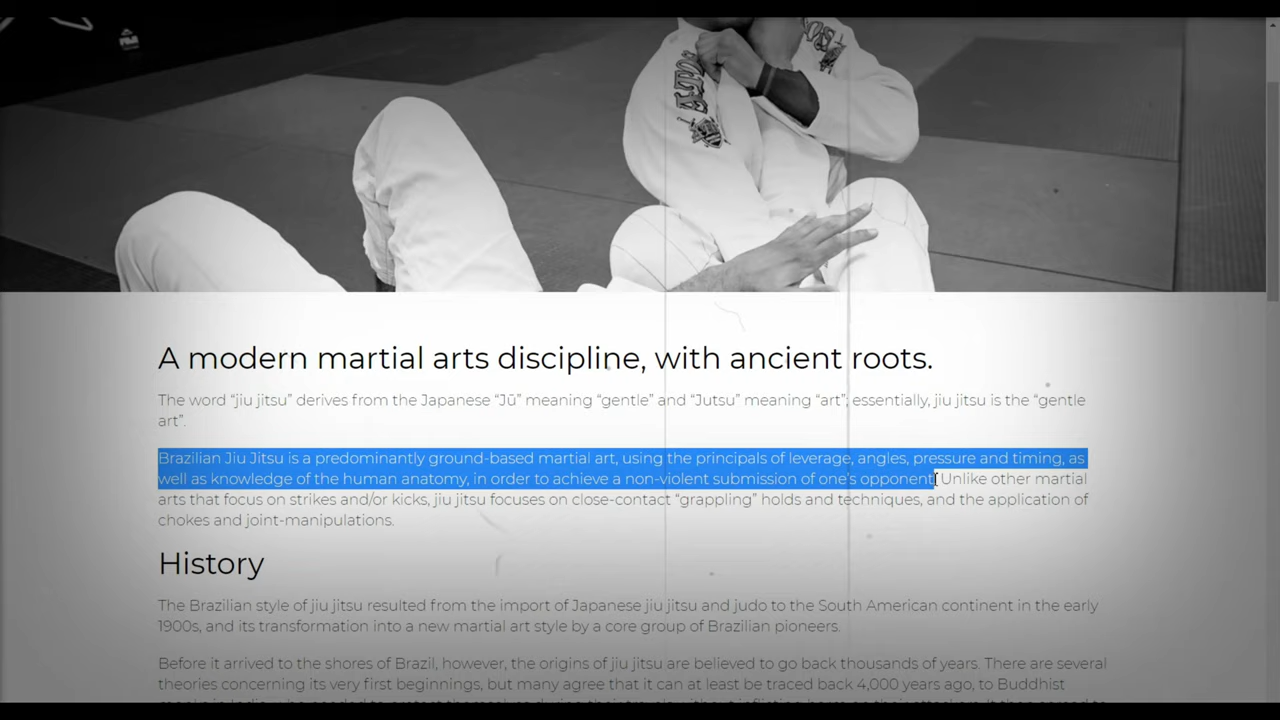 A modern martial arts discipline, with ancient roots.
The word “jiu jitsu” derives from the Japanese “Jū” meaning “gentle” and “Jutsu” meaning “art”; essentially, jiu jitsu is the “gentle
art”.
Brazilian Jiu Jitsu is a predominantly ground-based martial art, using the principals of leverage, angles, pressure and timing, as
well as knowledge of the human anatomy, in order to achieve a non-violent submission of one’s opponent. Unlike other martial
arts that focus on strikes and/or kicks, jiu jitsu focuses on close-contact “grappling” holds and techniques, and the application of
chokes and joint-manipulations.
History
The Brazilian style of jiu jitsu resulted from the import of Japanese jiu jitsu and judo to the South American continent in the early
1900s, and its transformation into a new martial art style by a core group of Brazilian pioneers.
Before it arrived to the shores of Brazil, however, the origins of jiu jitsu are believed to go back thousands of years. There are several
theories concerning its very first beginnings, but many agree that it can at least be traced back 4,000 years ago, to Buddhist